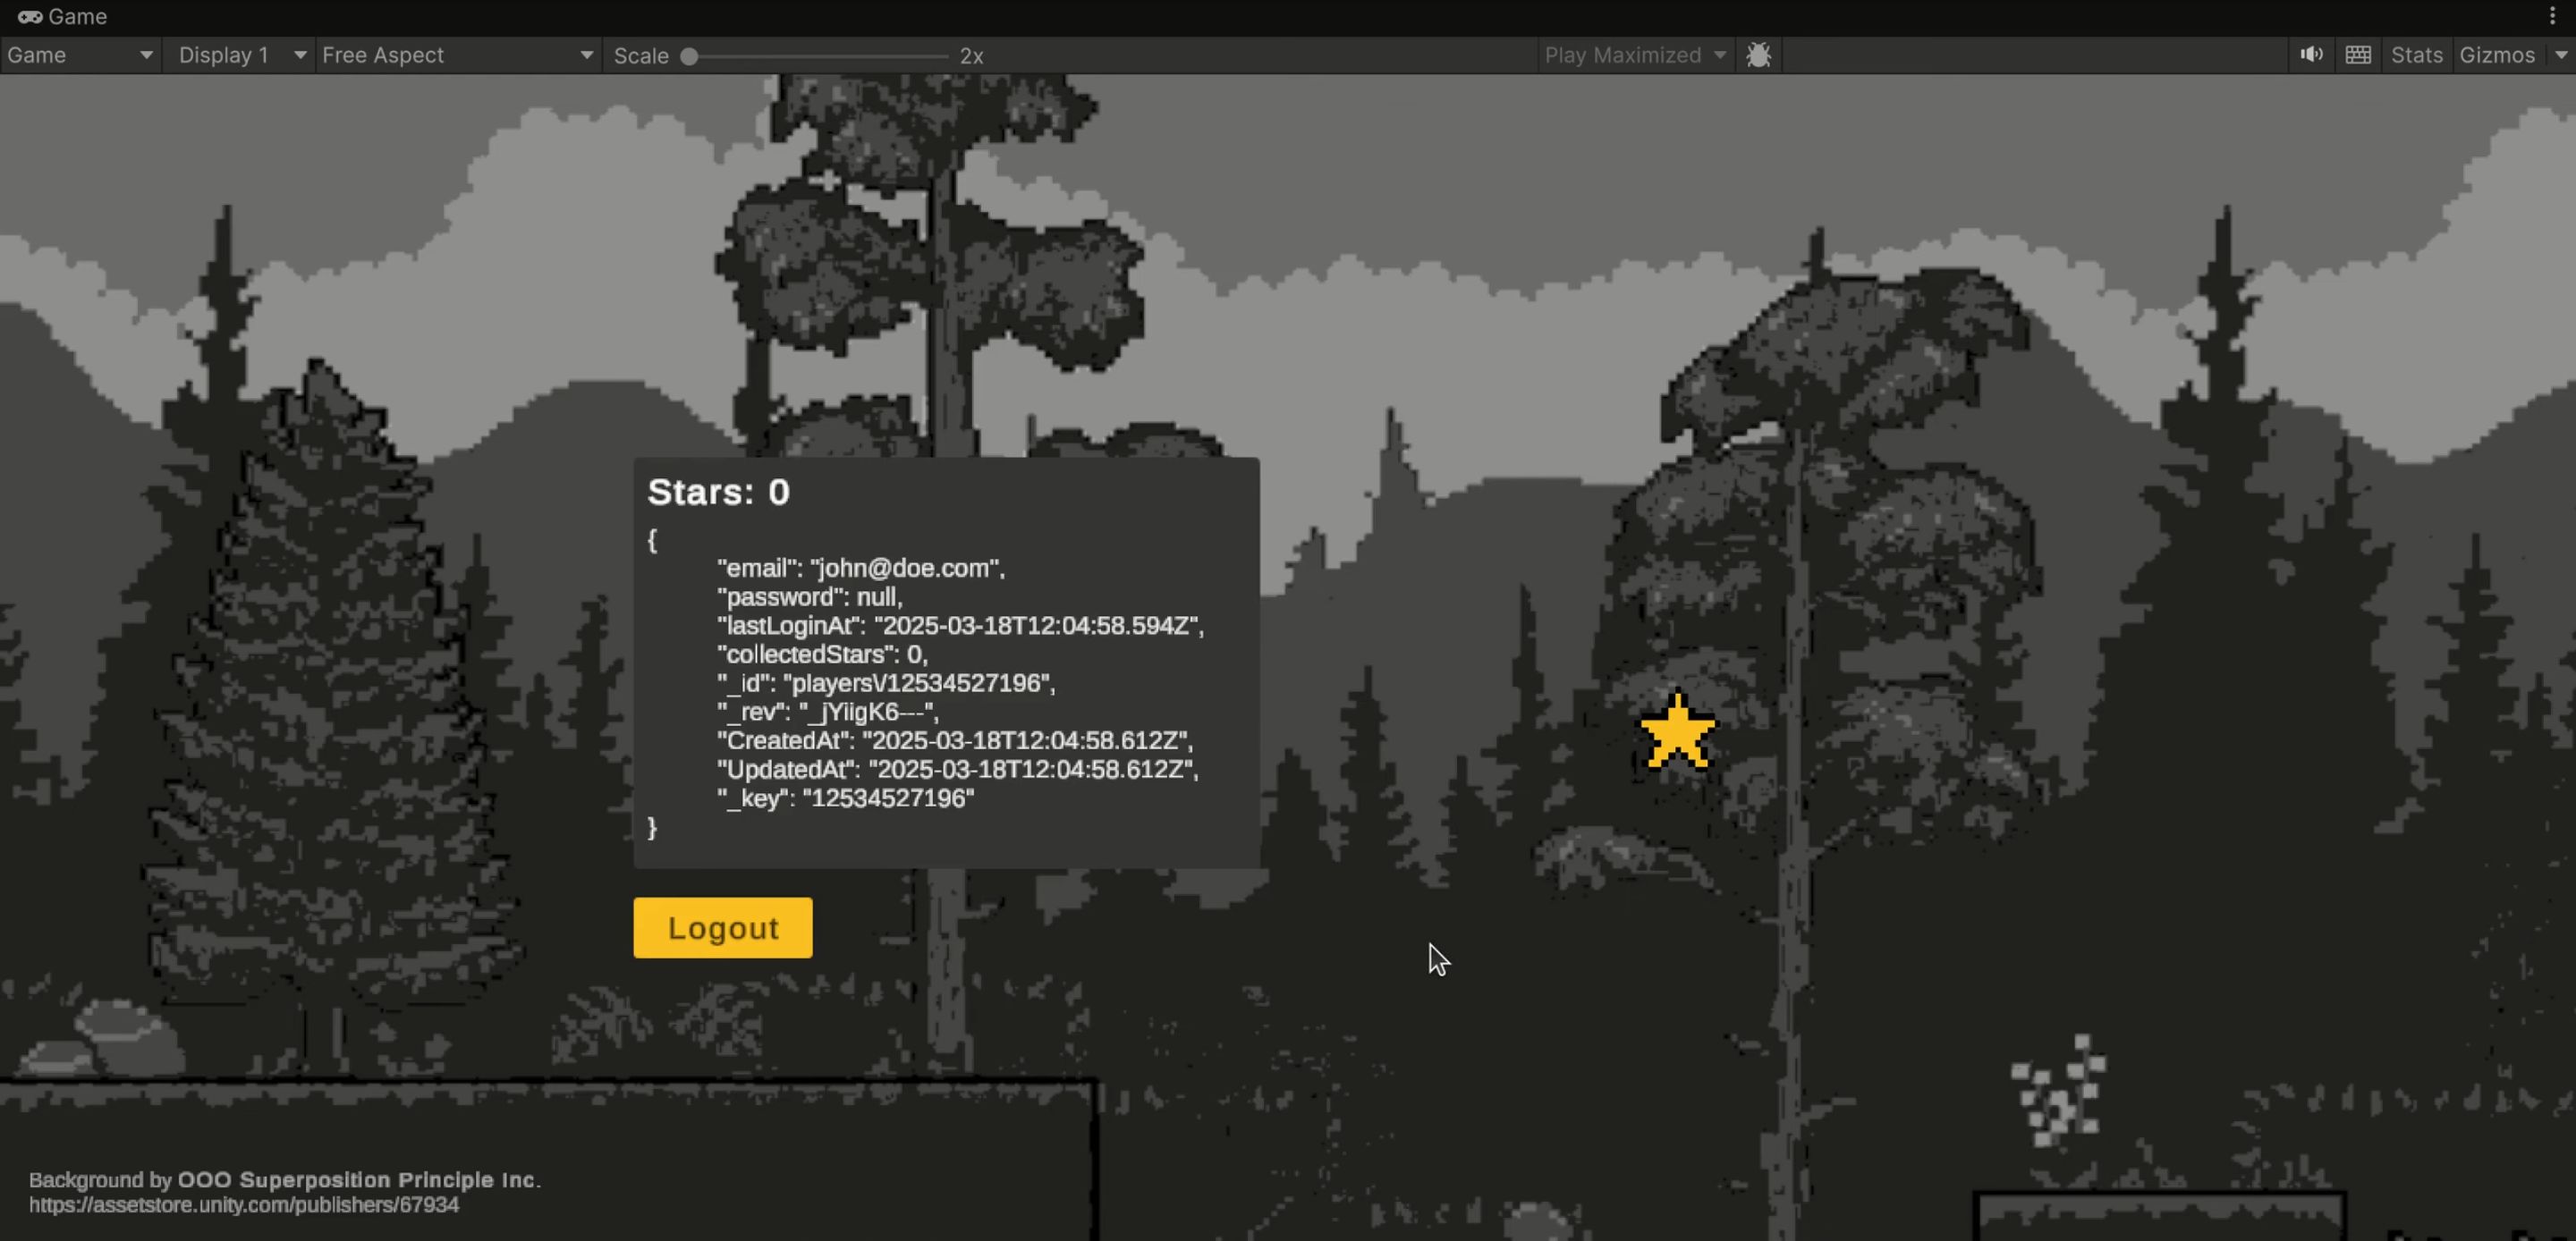 Game
Game Display 1 Free Aspect Scale 2x Play Maximized Stats Gizmos
Stars: 0
{
"email": "john@doe.com",
"password": null,
"lastLoginAt": "2025-03-18T12:04:58.594Z",
"collectedStars": 0,
"_id": "players\/12534527196",
"_rev": "_jYiigK6---",
"CreatedAt": "2025-03-18T12:04:58.612Z",
"UpdatedAt": "2025-03-18T12:04:58.612Z",
"_key": "12534527196"
}
Logout
Background by OOO Superposition Principle Inc.
https://assetstore.unity.com/publishers/67934